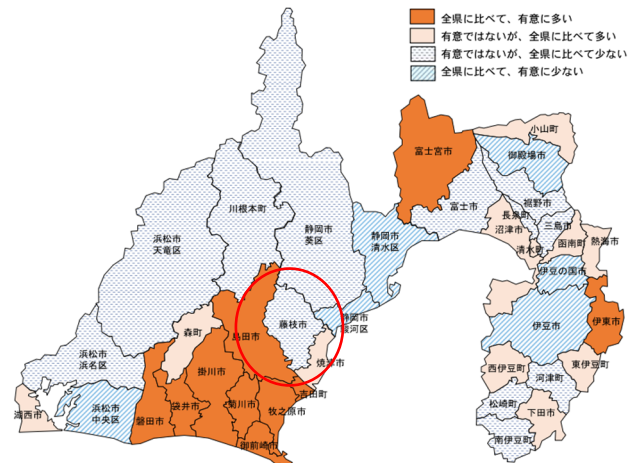 全県に比べて、有意に多い
有意ではないが、全県に比べて多い
有意ではないが、全県に比べて少ない
全県に比べて、有意に少ない
小山町
富士宮市
御殿場市
裾野市
川根本町
富士市
長泉町
三島市
沼津市
静岡市
葵区
静岡市
清水区
浜松市
天竜区
清水町
函南町
熱海市
伊豆の国市
静岡市
駿河区
藤枝市
伊豆市
伊東市
森町
島田市
浜松市
浜名区
焼津市
掛川市
西伊豆町
東伊豆町
河津町
吉田町
湖西市
浜松市
中央区
磐田市
袋井市
菊川市
牧之原市
松崎町
下田市
御前崎市
南伊豆町